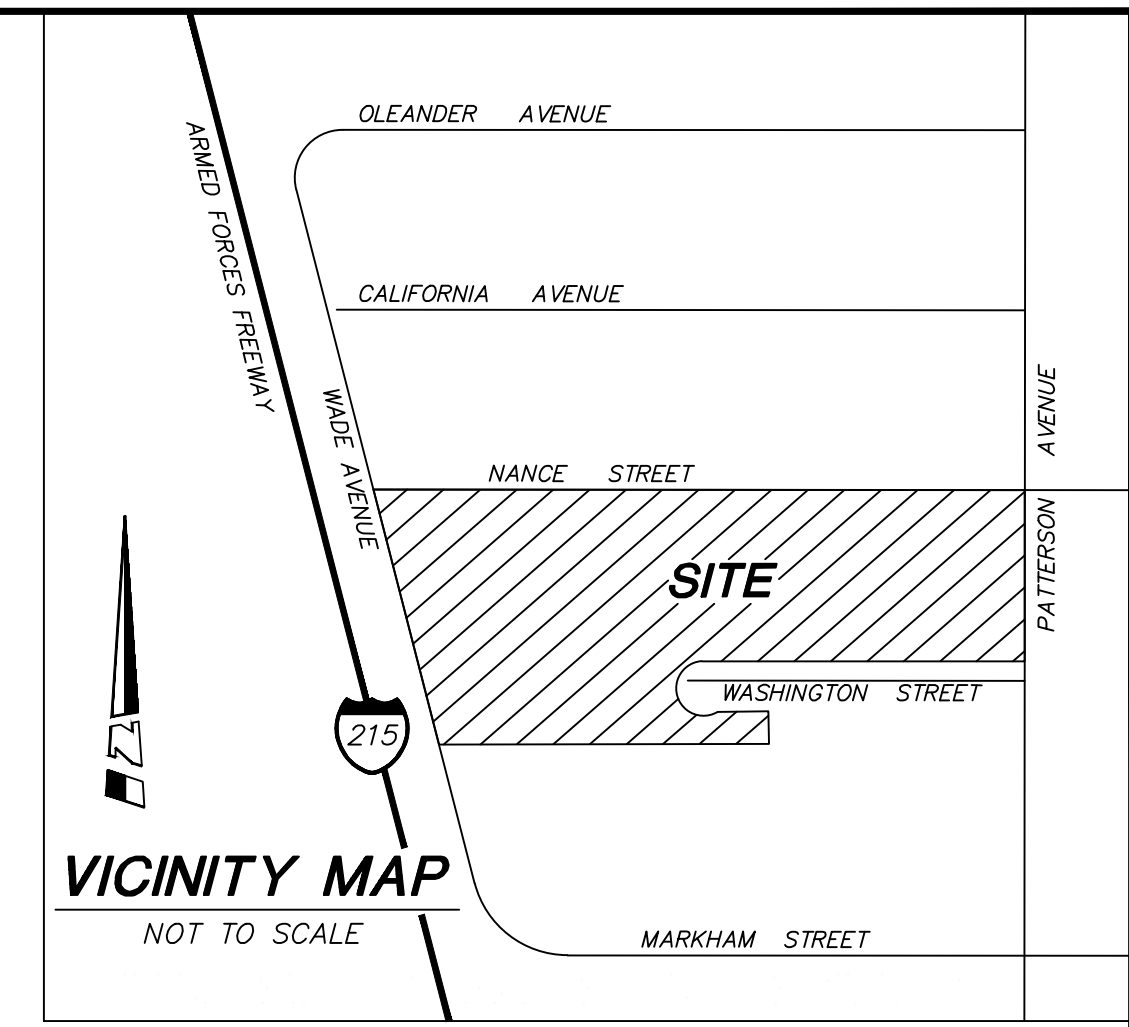 OLEANDER AVENUE
ARMED FORCES FREEWAY
CALIFORNIA AVENUE
WADE AVENUE
PATTERSON AVENUE
NANCE STREET
SITE
WASHINGTON STREET
215
N
VICINITY MAP
NOT TO SCALE
MARKHAM STREET